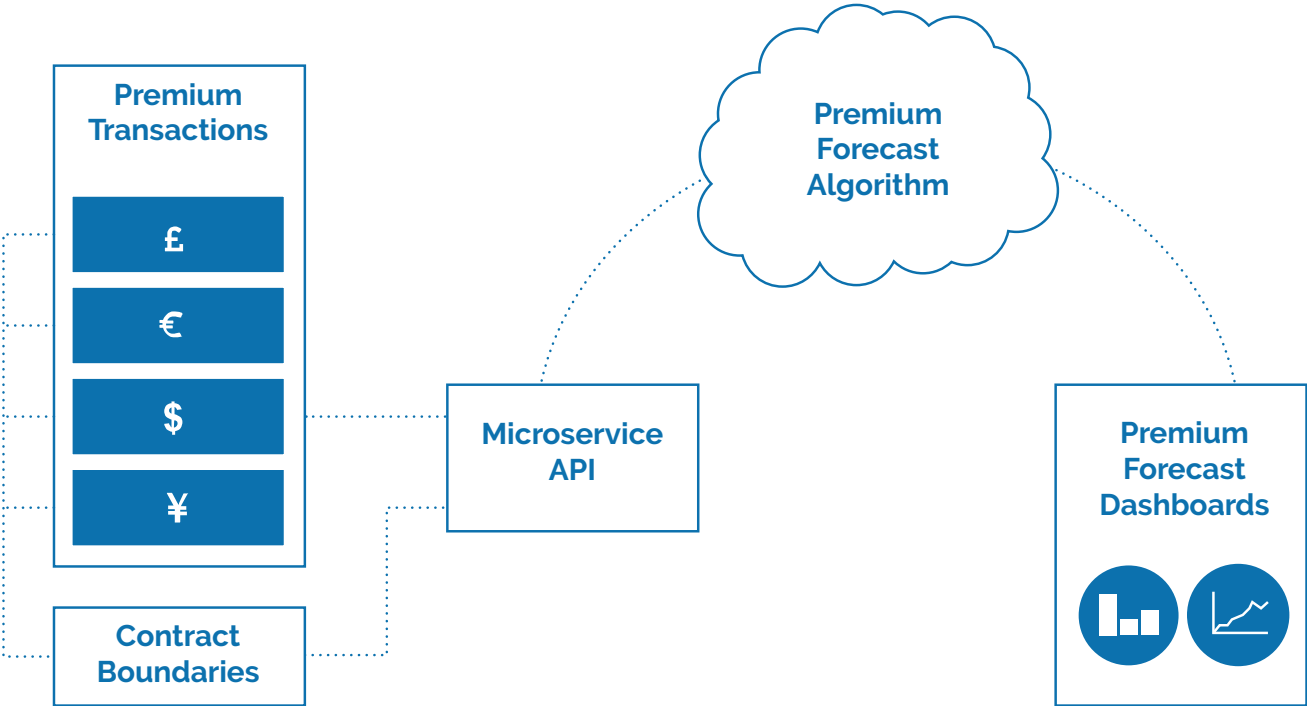 Premium
Transactions
£
€
$
¥
Contract
Boundaries
Microservice
API
Premium
Forecast
Algorithm
Premium
Forecast
Dashboards